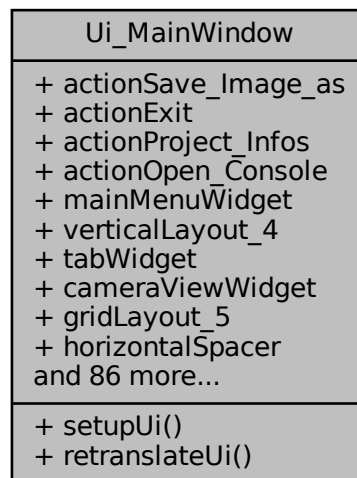 Ui_MainWindow
+ actionSave_Image_as
+ actionExit
+ actionProject_Infos
+ actionOpen_Console
+ mainMenuWidget
+ verticalLayout_4
+ tabWidget
+ cameraViewWidget
+ gridLayout_5
+ horizontalSpacer
and 86 more...
+ setupUi()
+ retranslateUi()